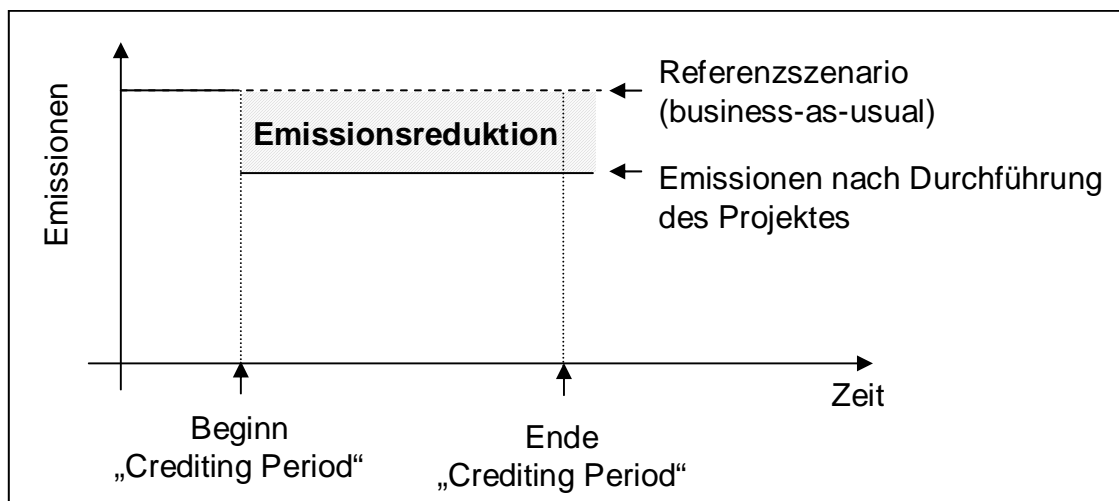 Emissionen
Referenzszenario
(business-as-usual)
Emissionsreduktion
Emissionen nach Durchführung
des Projektes
Zeit
Beginn
„Crediting Period“
Ende
„Crediting Period“